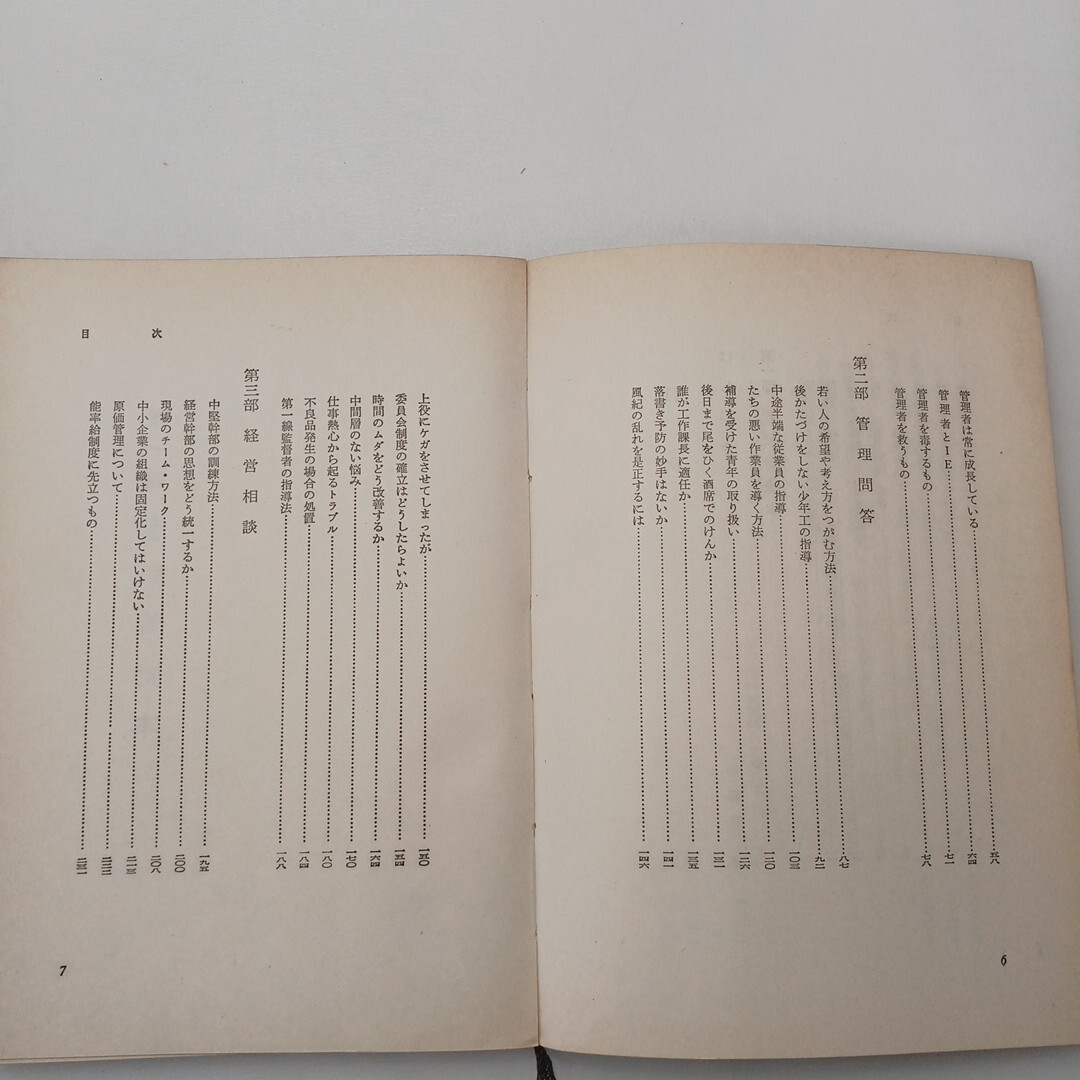 管理者は常に成長している……五八
管理者とIE……六四
管理者を毒するもの……七一
管理者を救うもの……七八
第二部 管理問答
若い人の希望や考え方をつかむ方法……八七
後かたづけをしない少年工の指導……九二
中途半端な従業員の指導……一〇三
たちの悪い作業員を導く方法……一二〇
補導を受けた青年の取り扱い……一二六
後日まで尾をひく酒席でのけんか……一三一
誰が工作課長に適任か……一三五
落書き予防の妙手はないか……一四一
風紀の乱れを是正するには……一四六
6
上役にケガをさせてしまったが……一五〇
委員会制度の確立はどうしたらよいか……一五四
時間のムダをどう改善するか……一六四
中間層のない悩み……一七〇
仕事熱心から起るトラブル……一八〇
不良品発生の場合の処置……一八四
第一線監督者の指導法……一八八
第三部 経営相談
中堅幹部の訓練方法……一九五
経営幹部の思想をどう統一するか……二〇〇
現場のチーム・ワーク……二〇八
中小企業の組織は固定化してはいけない……二一三
原価管理について……
能率給制度に先立つもの……二三一
目次
7